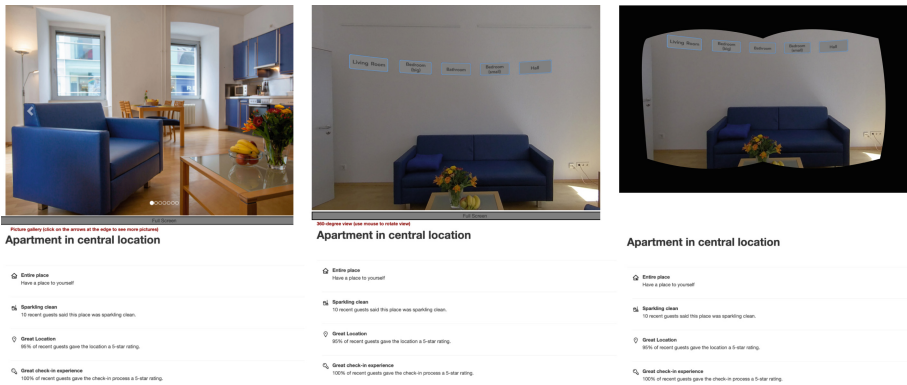 Full Screen
Picture gallery (click on the arrows at the edge to see more pictures)
Apartment in central location
Entire place
Have a place to yourself
Sparkling clean
10 recent guests said this place was sparkling clean.
Great Location
95% of recent guests gave the location a 5-star rating.
Great check-in experience
100% of recent guests gave the check-in process a 5-star rating.
Living Room
Bedroom
(big)
Bathroom
Bedroom
(small)
Hall
Full Screen
360-degree view (use mouse to rotate view)
Apartment in central location
Entire place
Have a place to yourself
Sparkling clean
10 recent guests said this place was sparkling clean.
Great Location
95% of recent guests gave the location a 5-star rating.
Great check-in experience
100% of recent guests gave the check-in process a 5-star rating.
Living Room
Bedroom
(big)
Bathroom
Bedroom
(small)
Hall
Apartment in central location
Entire place
Have a place to yourself
Sparkling clean
10 recent guests said this place was sparkling clean.
Great Location
95% of recent guests gave the location a 5-star rating.
Great check-in experience
100% of recent guests gave the check-in process a 5-star rating.